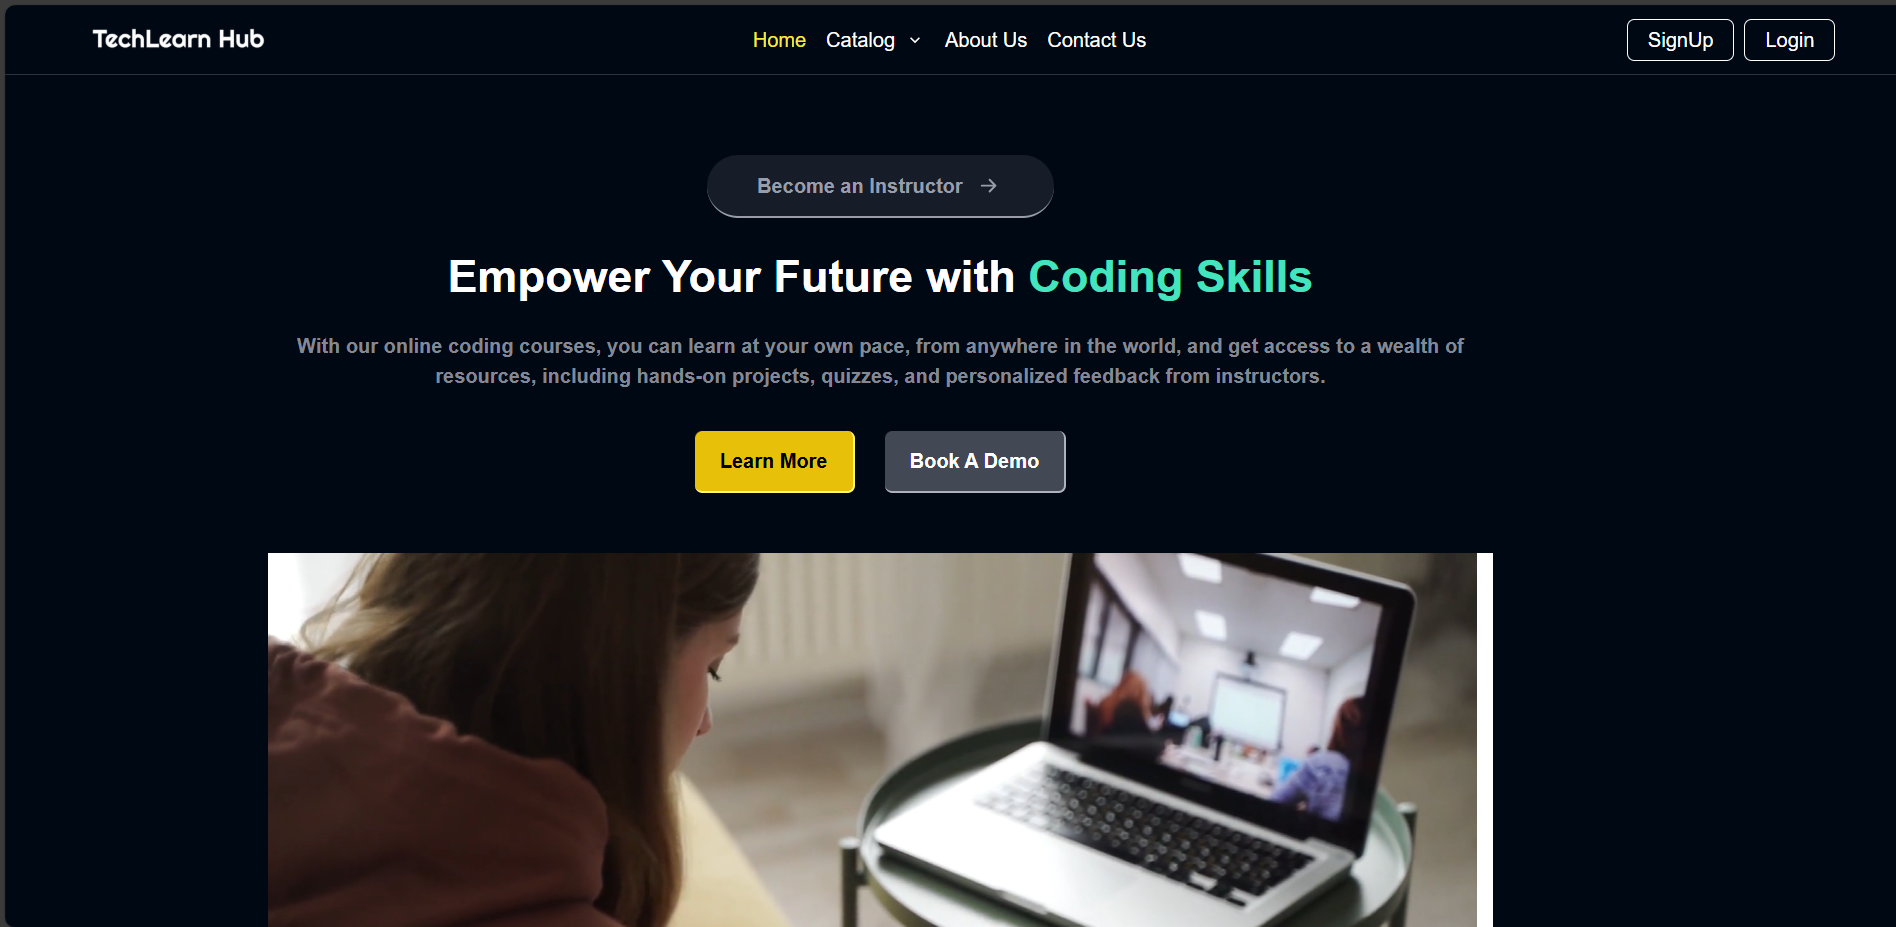 TechLearn Hub
Home Catalog About Us Contact Us
SignUp Login
Become an Instructor →
Empower Your Future with Coding Skills
With our online coding courses, you can learn at your own pace, from anywhere in the world, and get access to a wealth of
resources, including hands-on projects, quizzes, and personalized feedback from instructors.
Learn More Book A Demo